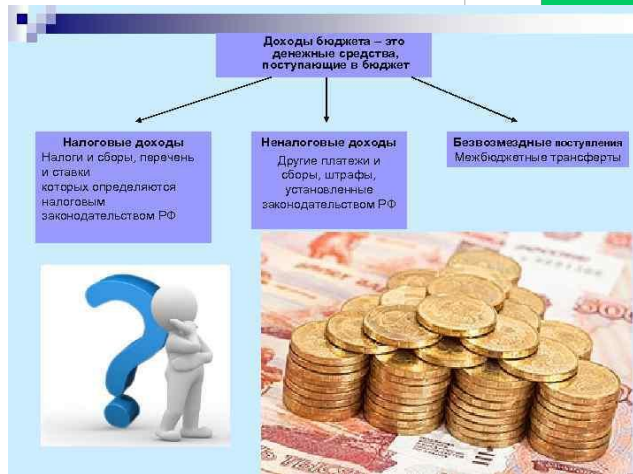 Доходы бюджета – это
денежные средства,
поступающие в бюджет
Налоговые доходы
Налоги и сборы, перечень
и ставки
которых определяются
налоговым
законодательством РФ
Неналоговые доходы
Другие платежи и
сборы, штрафы,
установленные
законодательством РФ
Безвозмездные поступления
Межбюджетные трансферты